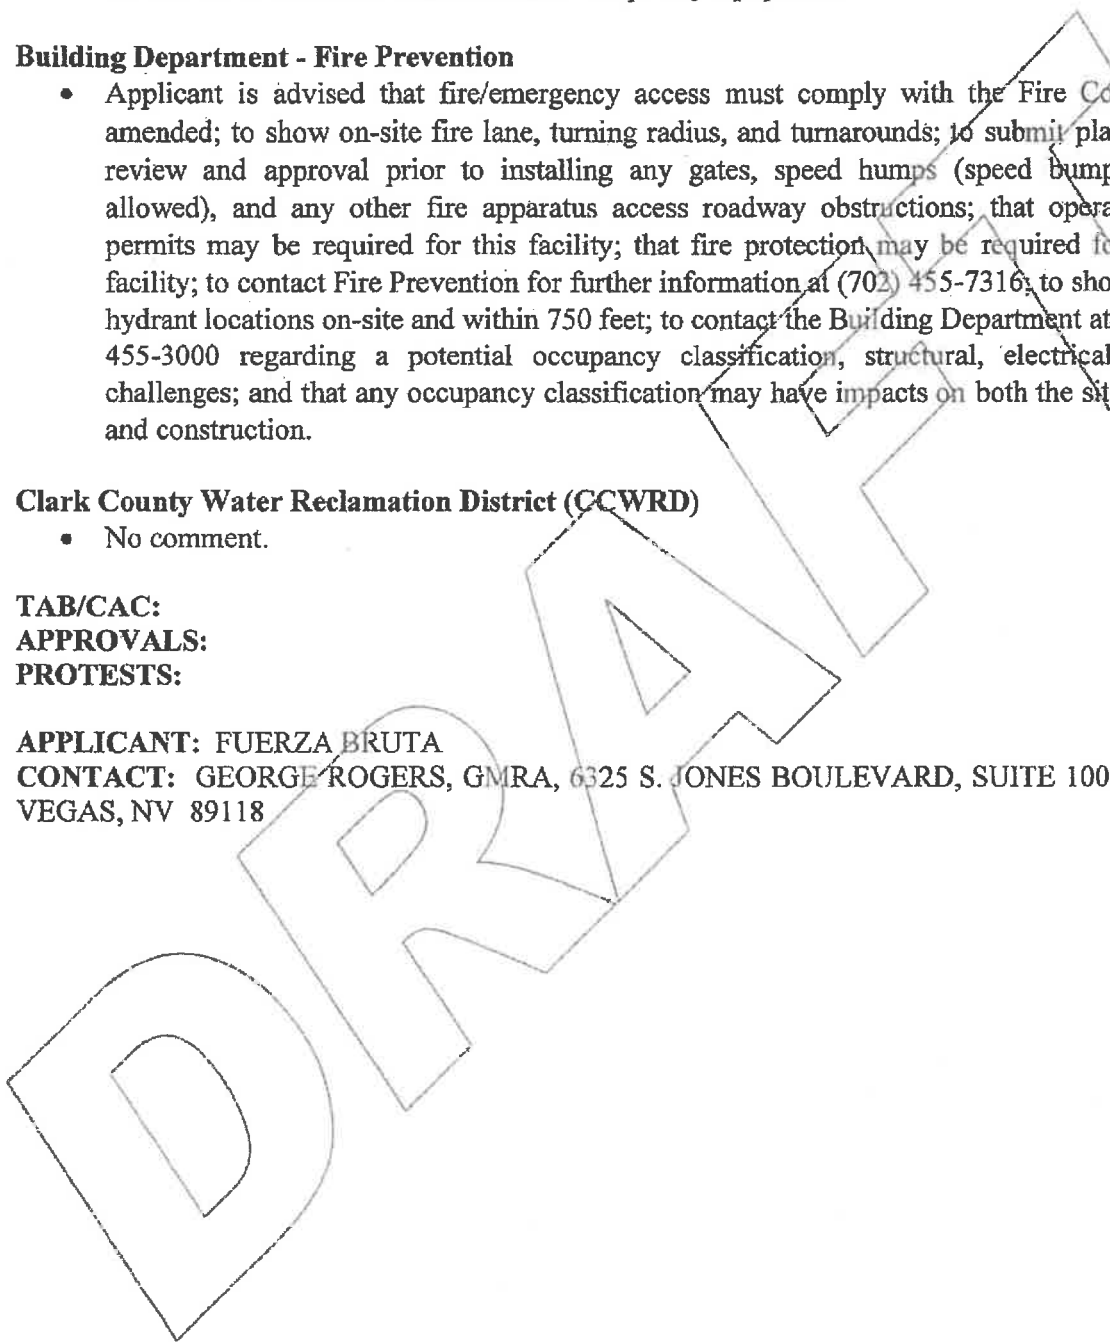 Building Department - Fire Prevention
• Applicant is advised that fire/emergency access must comply with the Fire Co
amended; to show on-site fire lane, turning radius, and turnarounds; to submit pla
review and approval prior to installing any gates, speed humps (speed bump
allowed), and any other fire apparatus access roadway obstructions; that opera
permits may be required for this facility; that fire protection may be required fo
facility; to contact Fire Prevention for further information at (702) 455-7316; to sho
hydrant locations on-site and within 750 feet; to contact the Building Department at
455-3000 regarding a potential occupancy classification, structural, electrical
challenges; and that any occupancy classification may have impacts on both the sit
and construction.
Clark County Water Reclamation District (CCWRD)
• No comment.
TAB/CAC:
APPROVALS:
PROTESTS:
APPLICANT: FUERZA BRUTA
CONTACT: GEORGE ROGERS, GMRA, 6325 S. JONES BOULEVARD, SUITE 100
VEGAS, NV 89118
DRAFT